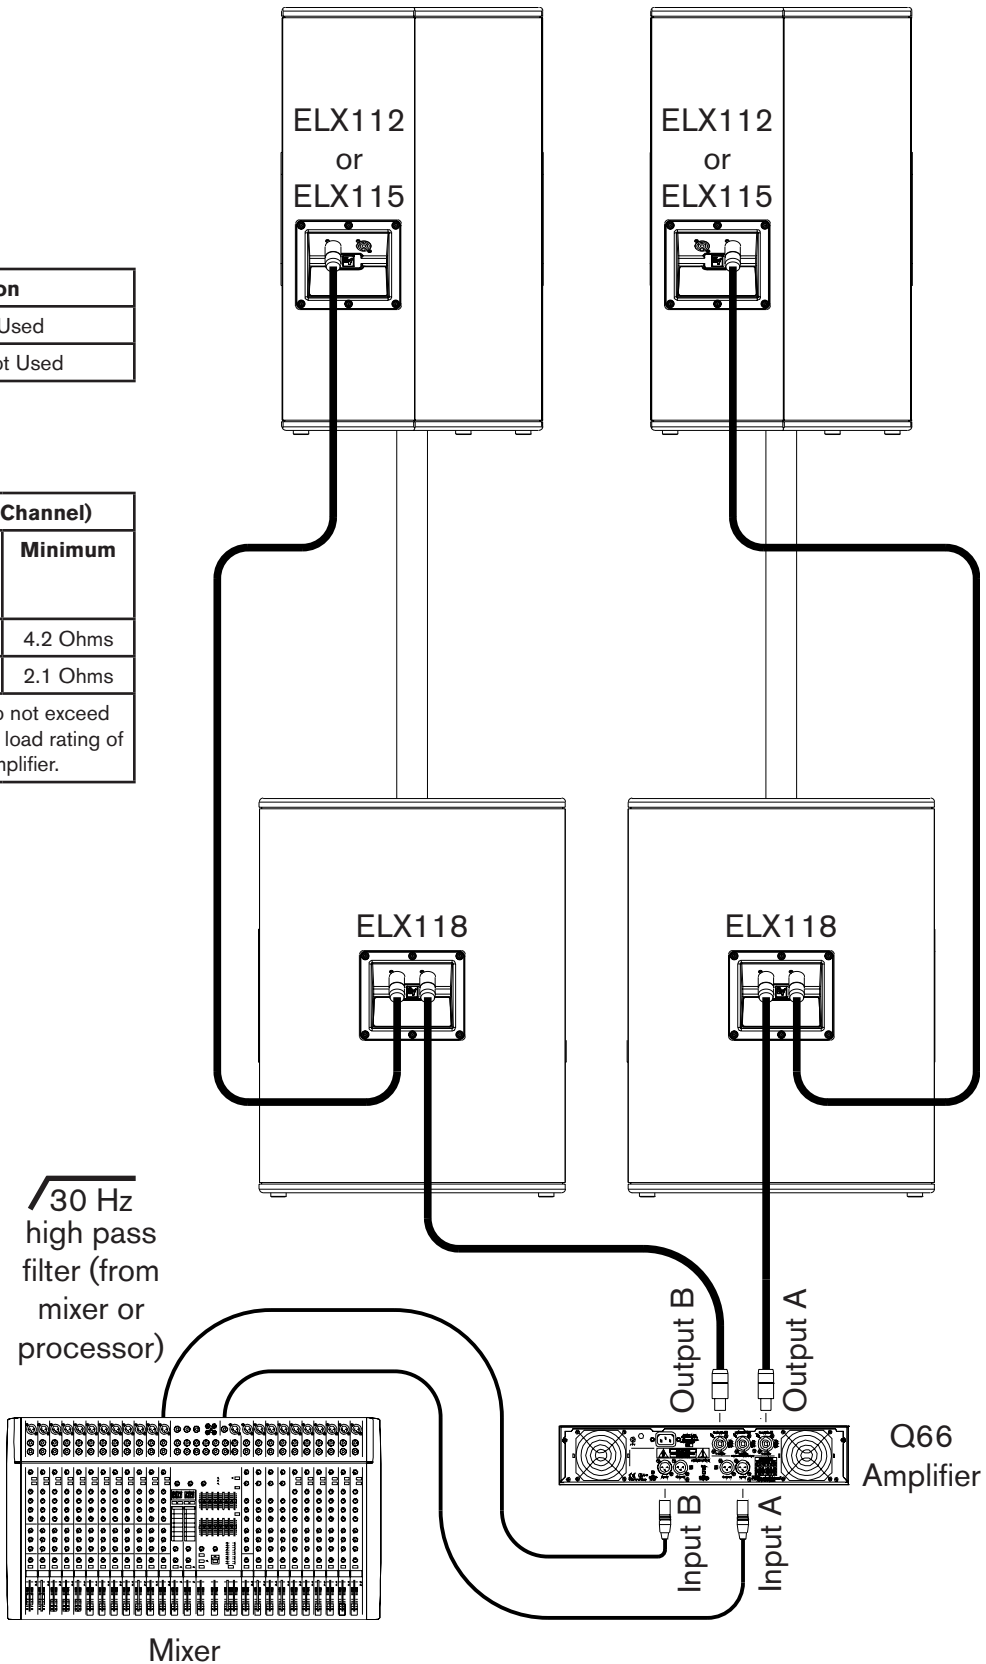 ELX112
or
ELX115
ELX112
or
ELX115
on
Used
ot Used
Channel)
Minimum
4.2 Ohms
2.1 Ohms
o not exceed
load rating of
mplifier.
ELX118
ELX118
30 Hz
high pass
filter (from
mixer or
processor)
Output B
Output A
Q66
Amplifier
Input B
Input A
Mixer